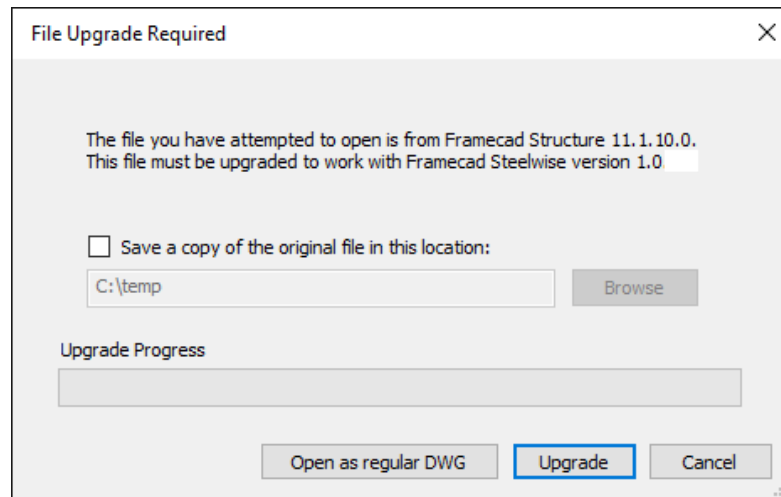 File Upgrade Required
The file you have attempted to open is from Framecad Structure 11.1.10.0.
This file must be upgraded to work with Framecad Steelwise version 1.0
Save a copy of the original file in this location:
C:\temp
Browse
Upgrade Progress
Open as regular DWG
Upgrade
Cancel